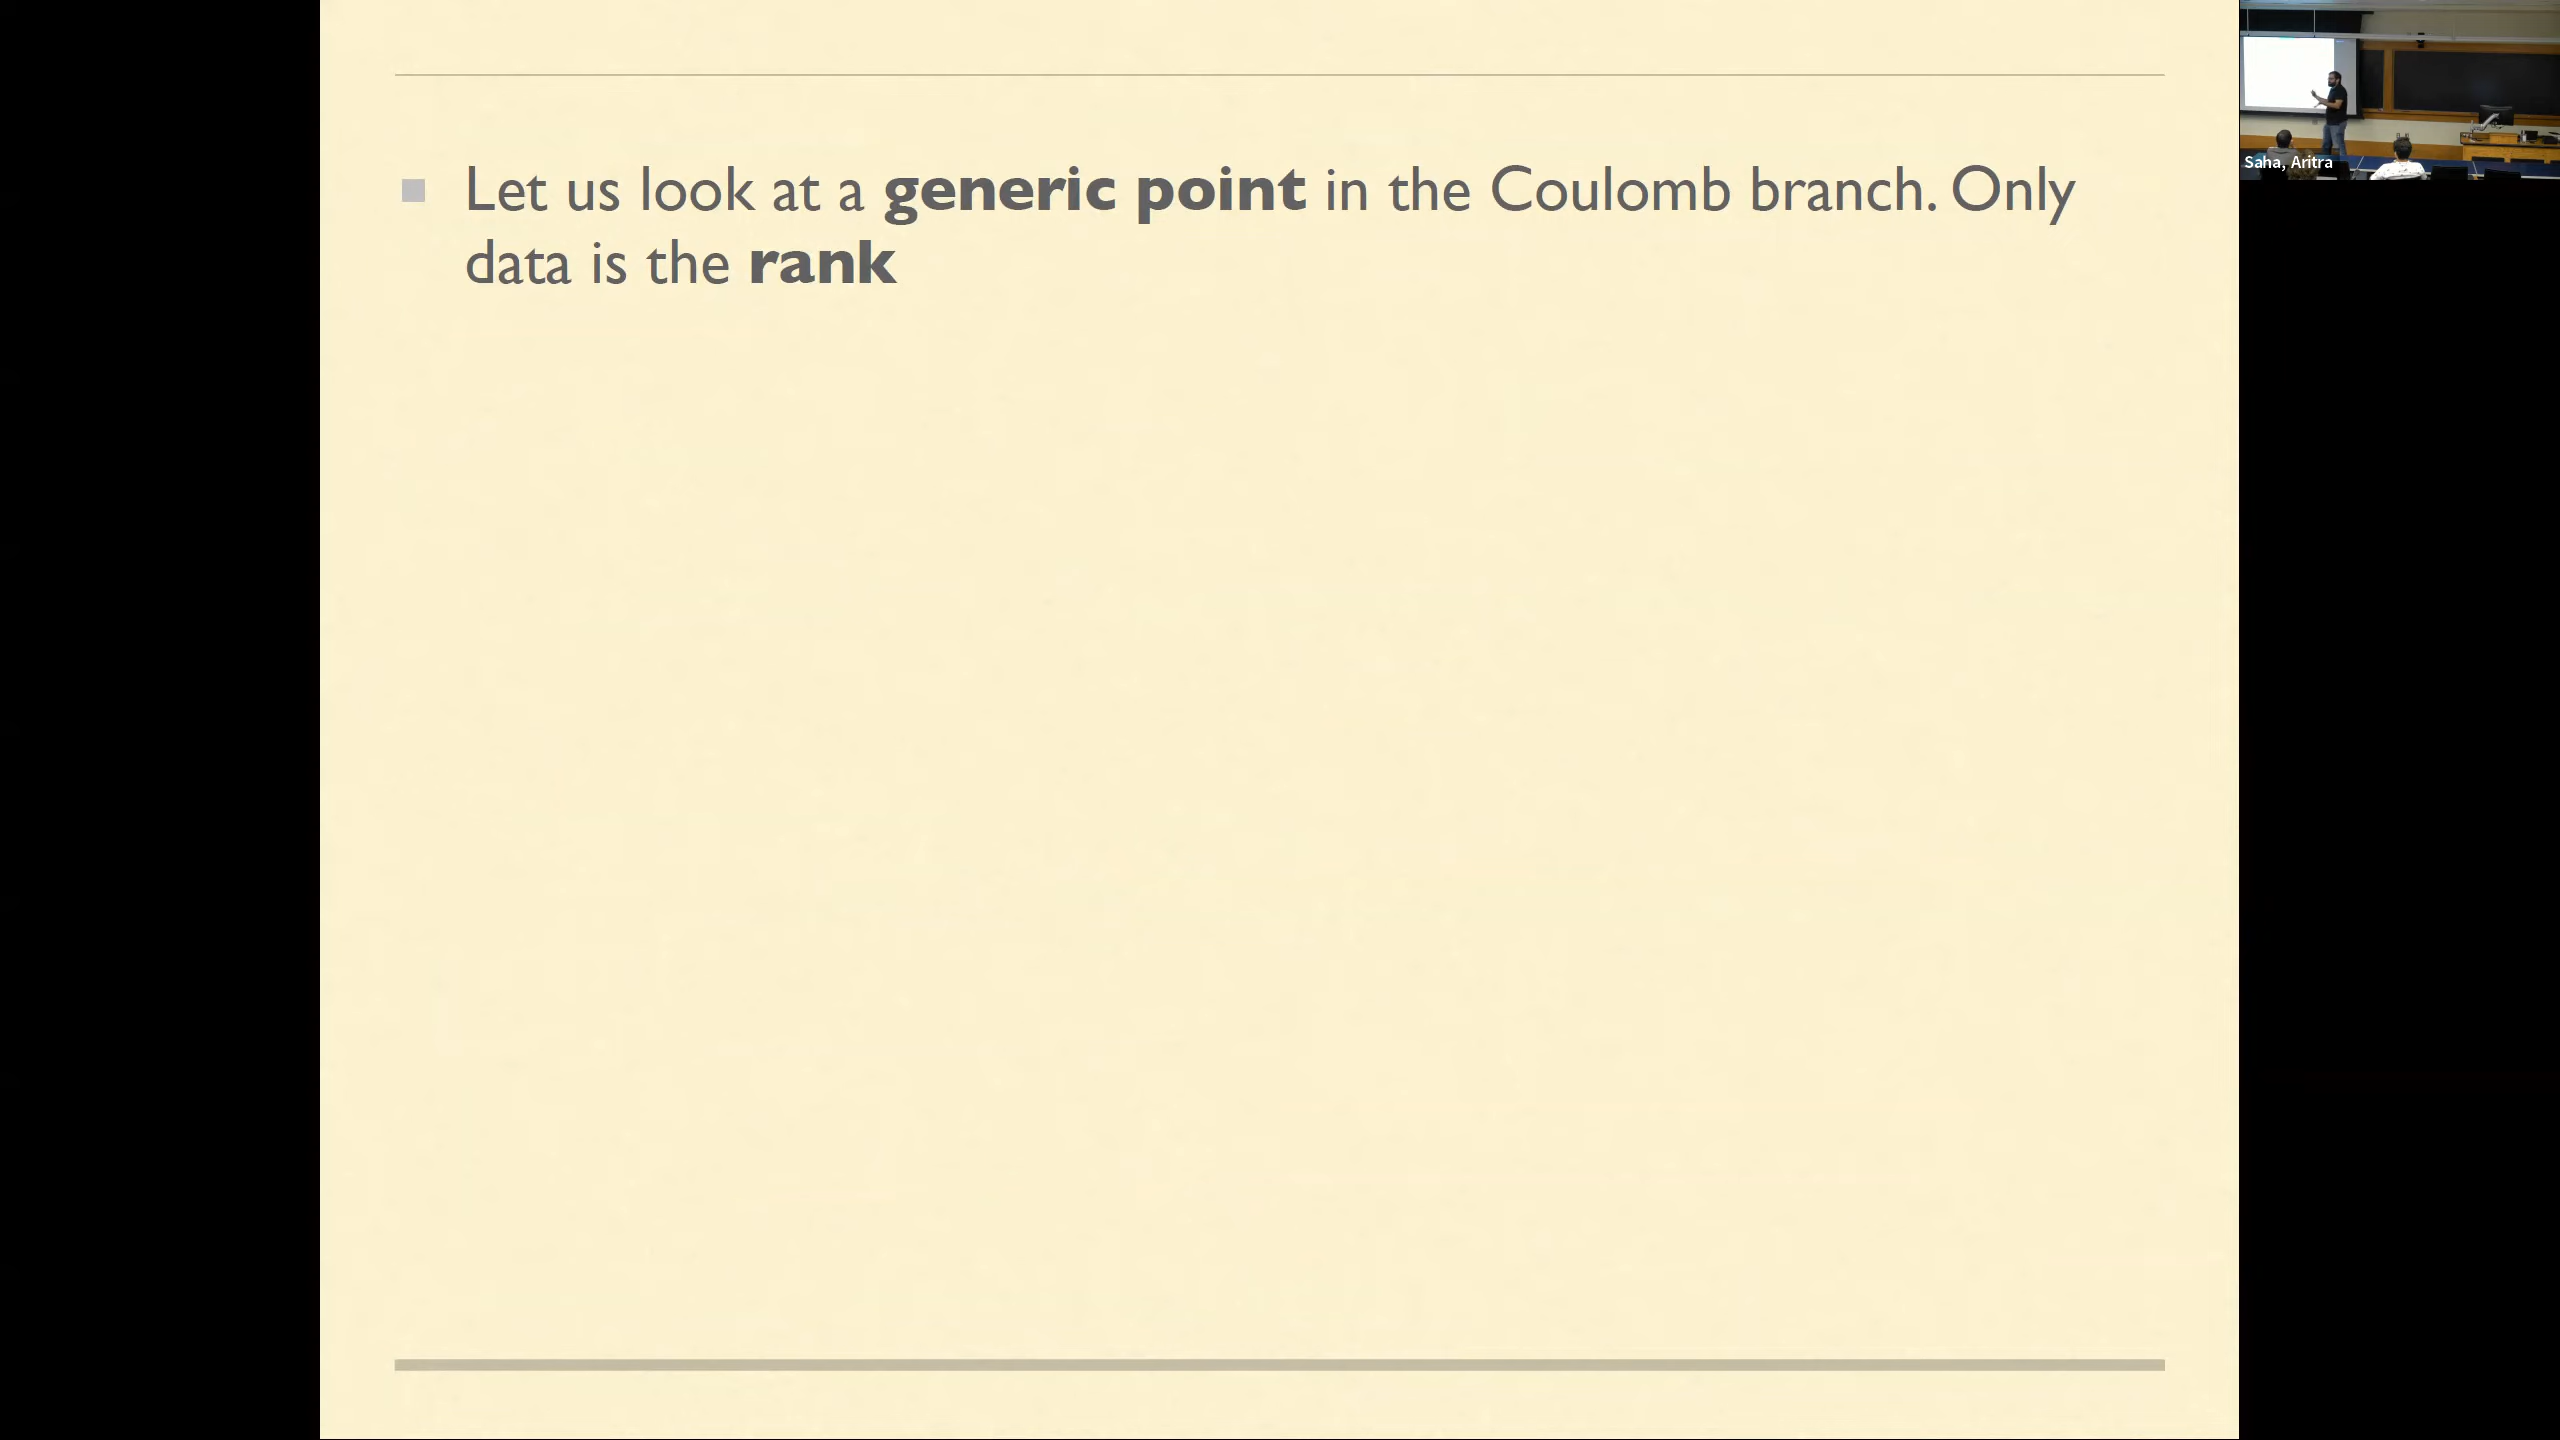 Let us look at a generic point in the Coulomb branch. Only
data is the rank
Saha, Aritra